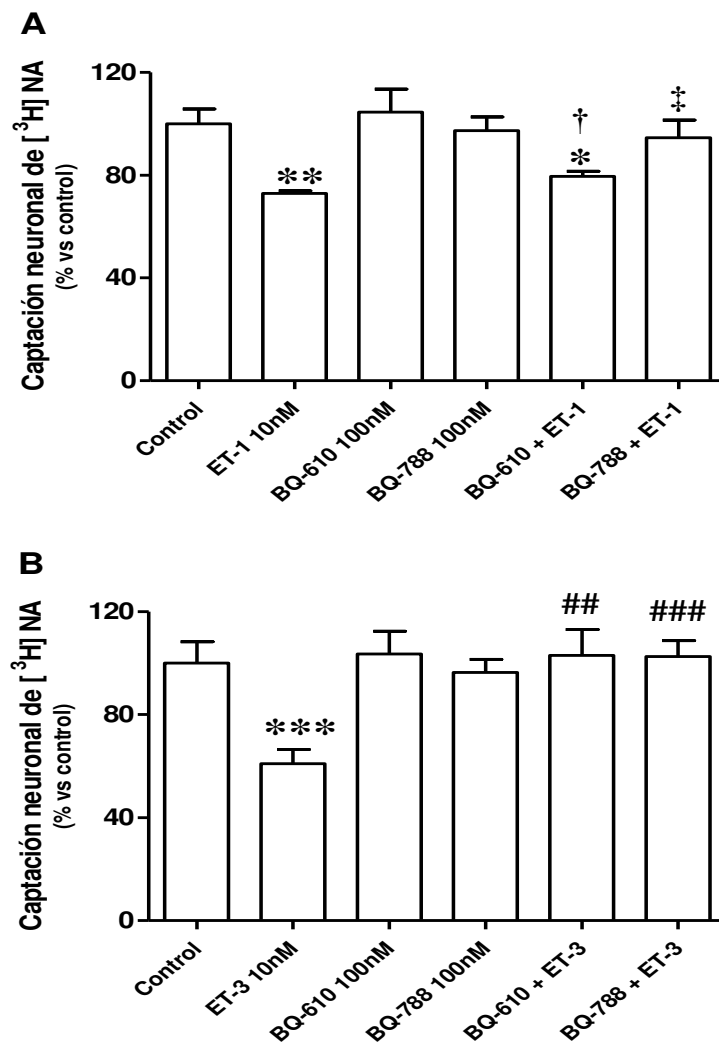 A
Captación neuronal de [ ³H] NA
(% vs control)
120
80
40
0
**
†
*
‡
Control
ET-1 10nM
BQ-610 100nM
BQ-788 100nM
BQ-610 + ET-1
BQ-788 + ET-1
B
Captación neuronal de [ ³H] NA
(% vs control)
120
80
40
0
***
##
###
Control
ET-3 10nM
BQ-610 100nM
BQ-788 100nM
BQ-610 + ET-3
BQ-788 + ET-3